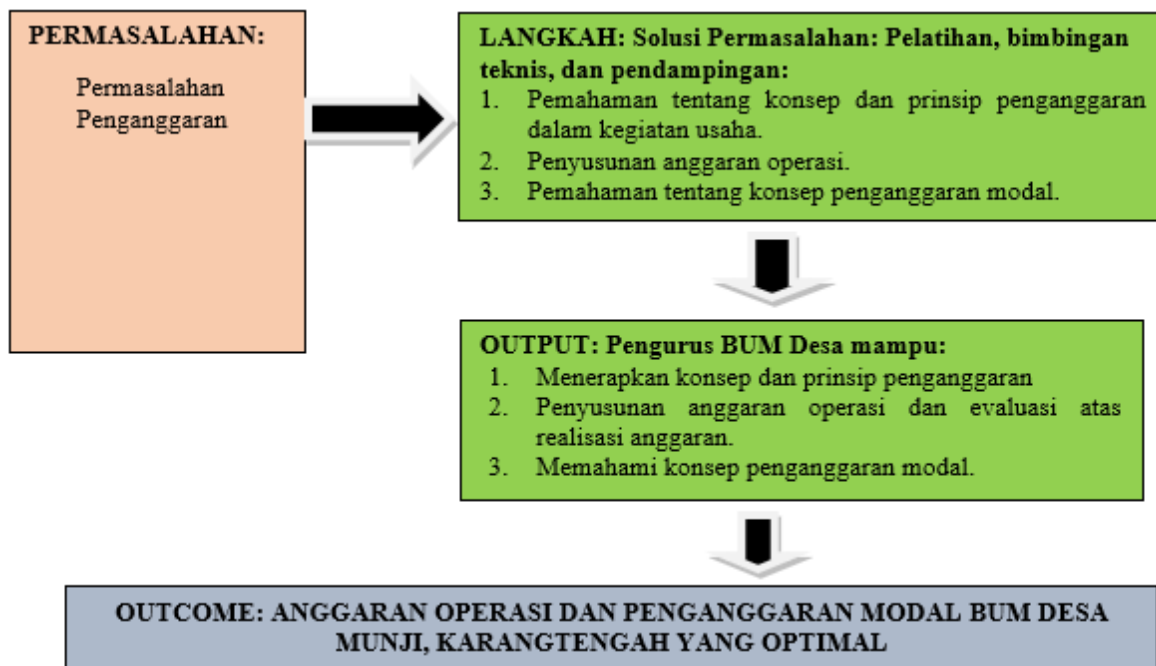 PERMASALAHAN:
Permasalahan
Penganggaran
LANGKAH: Solusi Permasalahan: Pelatihan, bimbingan
teknis, dan pendampingan:
1. Pemahaman tentang konsep dan prinsip penganggaran
dalam kegiatan usaha.
2. Penyusunan anggaran operasi.
3. Pemahaman tentang konsep penganggaran modal.
OUTPUT: Pengurus BUM Desa mampu:
1. Menerapkan konsep dan prinsip penganggaran
2. Penyusunan anggaran operasi dan evaluasi atas
realisasi anggaran.
3. Memahami konsep penganggaran modal.
OUTCOME: ANGGARAN OPERASI DAN PENGANGGARAN MODAL BUM DESA
MUNJI, KARANGTENGAH YANG OPTIMAL